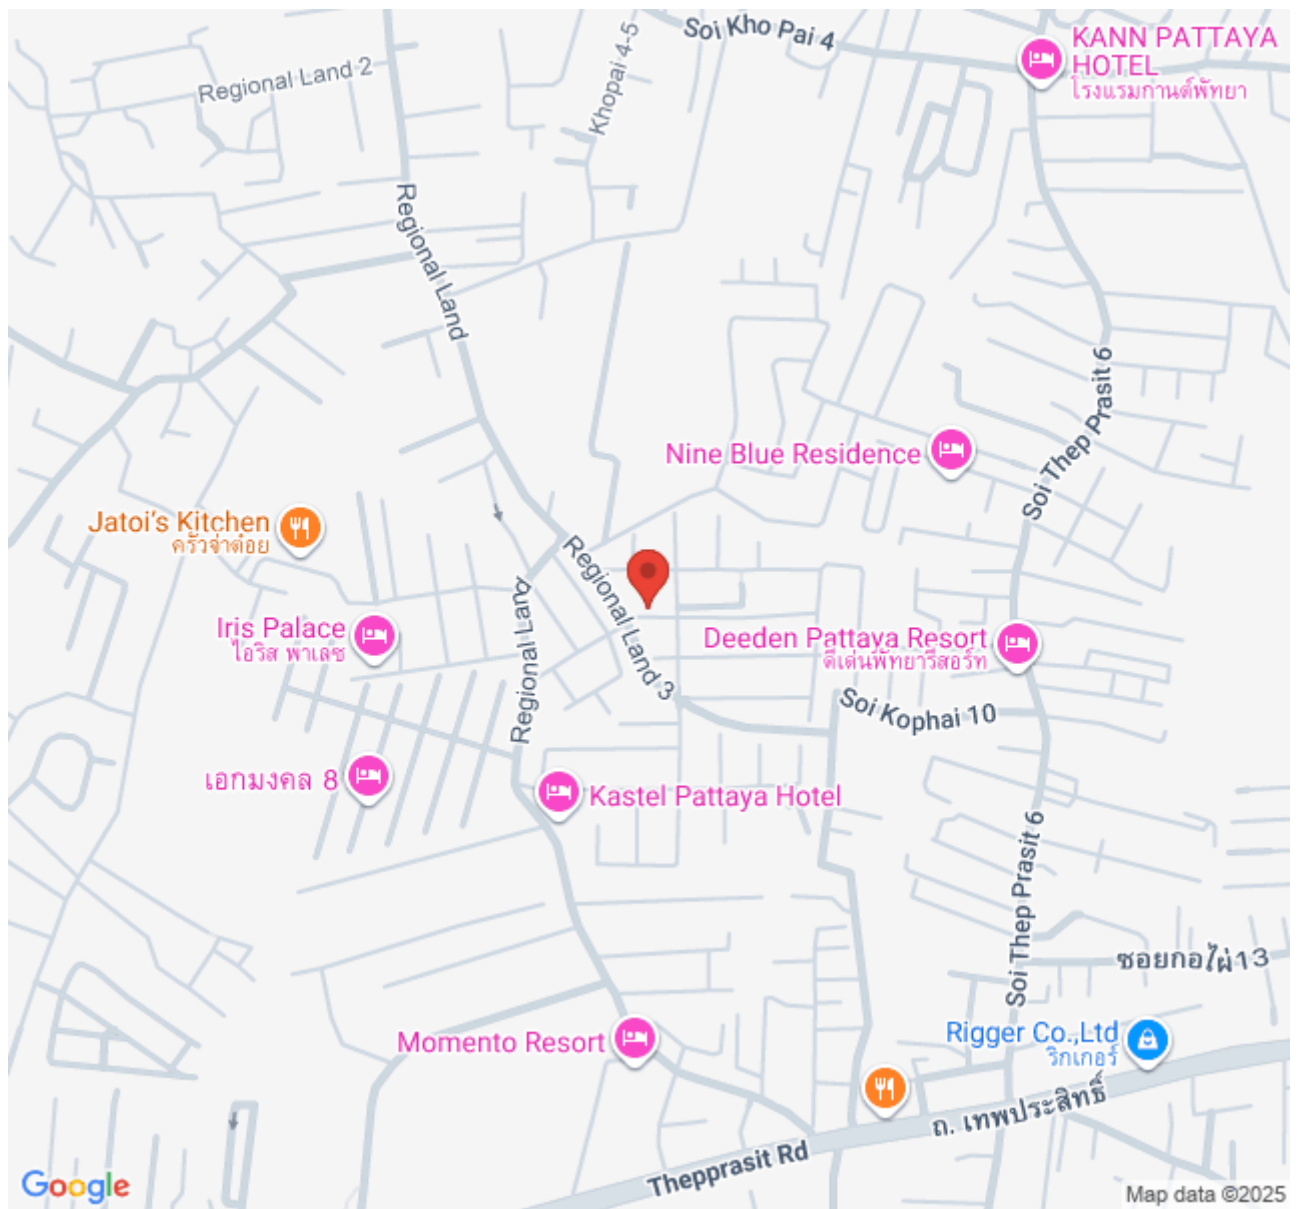 Soi Kho Pai 4
KANN PATTAYA
HOTEL
โรงแรมกานต์พัทยา
Regional Land 2
Khopai 4-5
Regional Land
Soi Thep Prasit 6
Nine Blue Residence
Jatoi's Kitchen
ครัวจ่าต๋อย
Regional Land 3
Regional Land
Iris Palace
ไอริส พาเลซ
Deeden Pattaya Resort
ดีเด่นพัทยารีสอร์ท
Soi Kophai 10
เอกมงคล 8
Kastel Pattaya Hotel
Soi Thep Prasit 6
ซอยกอไผ่13
Momento Resort
Rigger Co.,Ltd
ริกเกอร์
ถ. เทพประสิทธิ์
Thepprasit Rd
Google
Map data ©2025